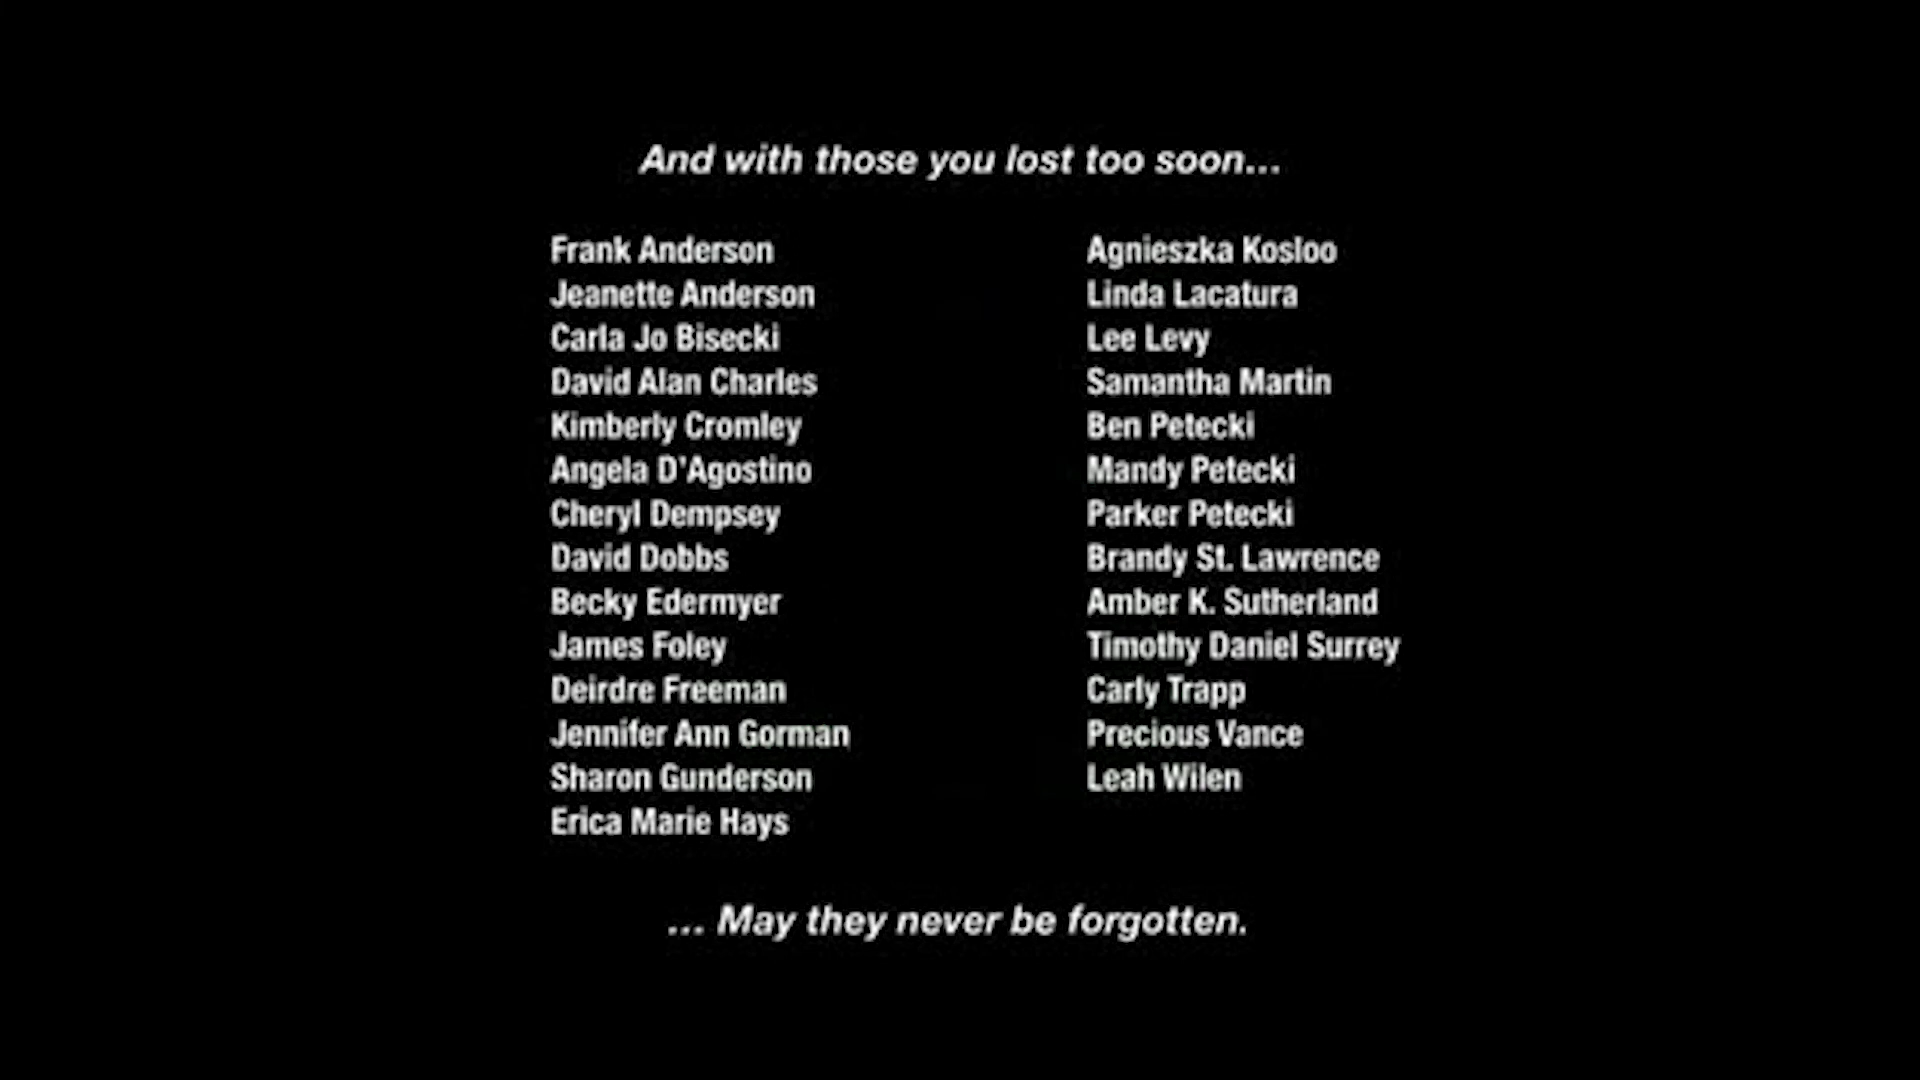 And with those you lost too soon...
Frank Anderson
Jeanette Anderson
Carla Jo Bisecki
David Alan Charles
Kimberly Cromley
Angela D'Agostino
Cheryl Dempsey
David Dobbs
Becky Edermyer
James Foley
Deirdre Freeman
Jennifer Ann Gorman
Sharon Gunderson
Erica Marie Hays
Agnieszka Kosloo
Linda Lacatura
Lee Levy
Samantha Martin
Ben Petecki
Mandy Petecki
Parker Petecki
Brandy St. Lawrence
Amber K. Sutherland
Timothy Daniel Surrey
Carly Trapp
Precious Vance
Leah Wilen
... May they never be forgotten.